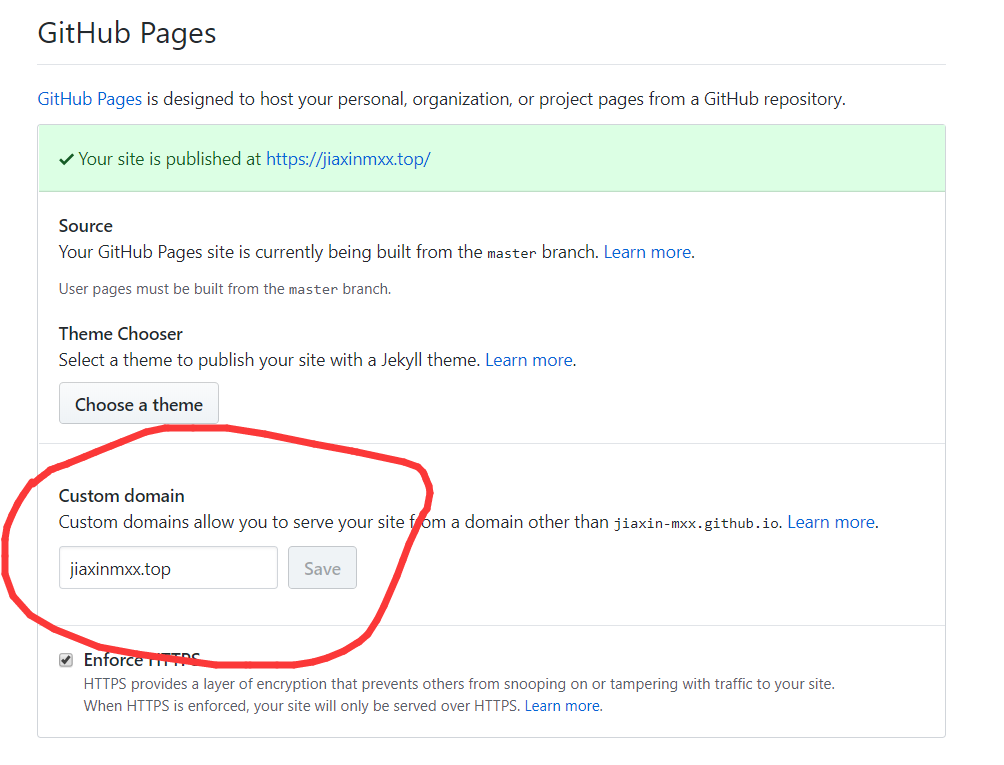 GitHub Pages
GitHub Pages is designed to host your personal, organization, or project pages from a GitHub repository.
Your site is published at https://jiaxinmxx.top/
Source
Your GitHub Pages site is currently being built from the master branch. Learn more.
User pages must be built from the master branch.
Theme Chooser
Select a theme to publish your site with a Jekyll theme. Learn more.
Choose a theme
Custom domain
Custom domains allow you to serve your site from a domain other than jiaxin-mxx.github.io. Learn more.
jiaxinmxx.top Save
Enforce HTTPS
HTTPS provides a layer of encryption that prevents others from snooping on or tampering with traffic to your site.
When HTTPS is enforced, your site will only be served over HTTPS. Learn more.